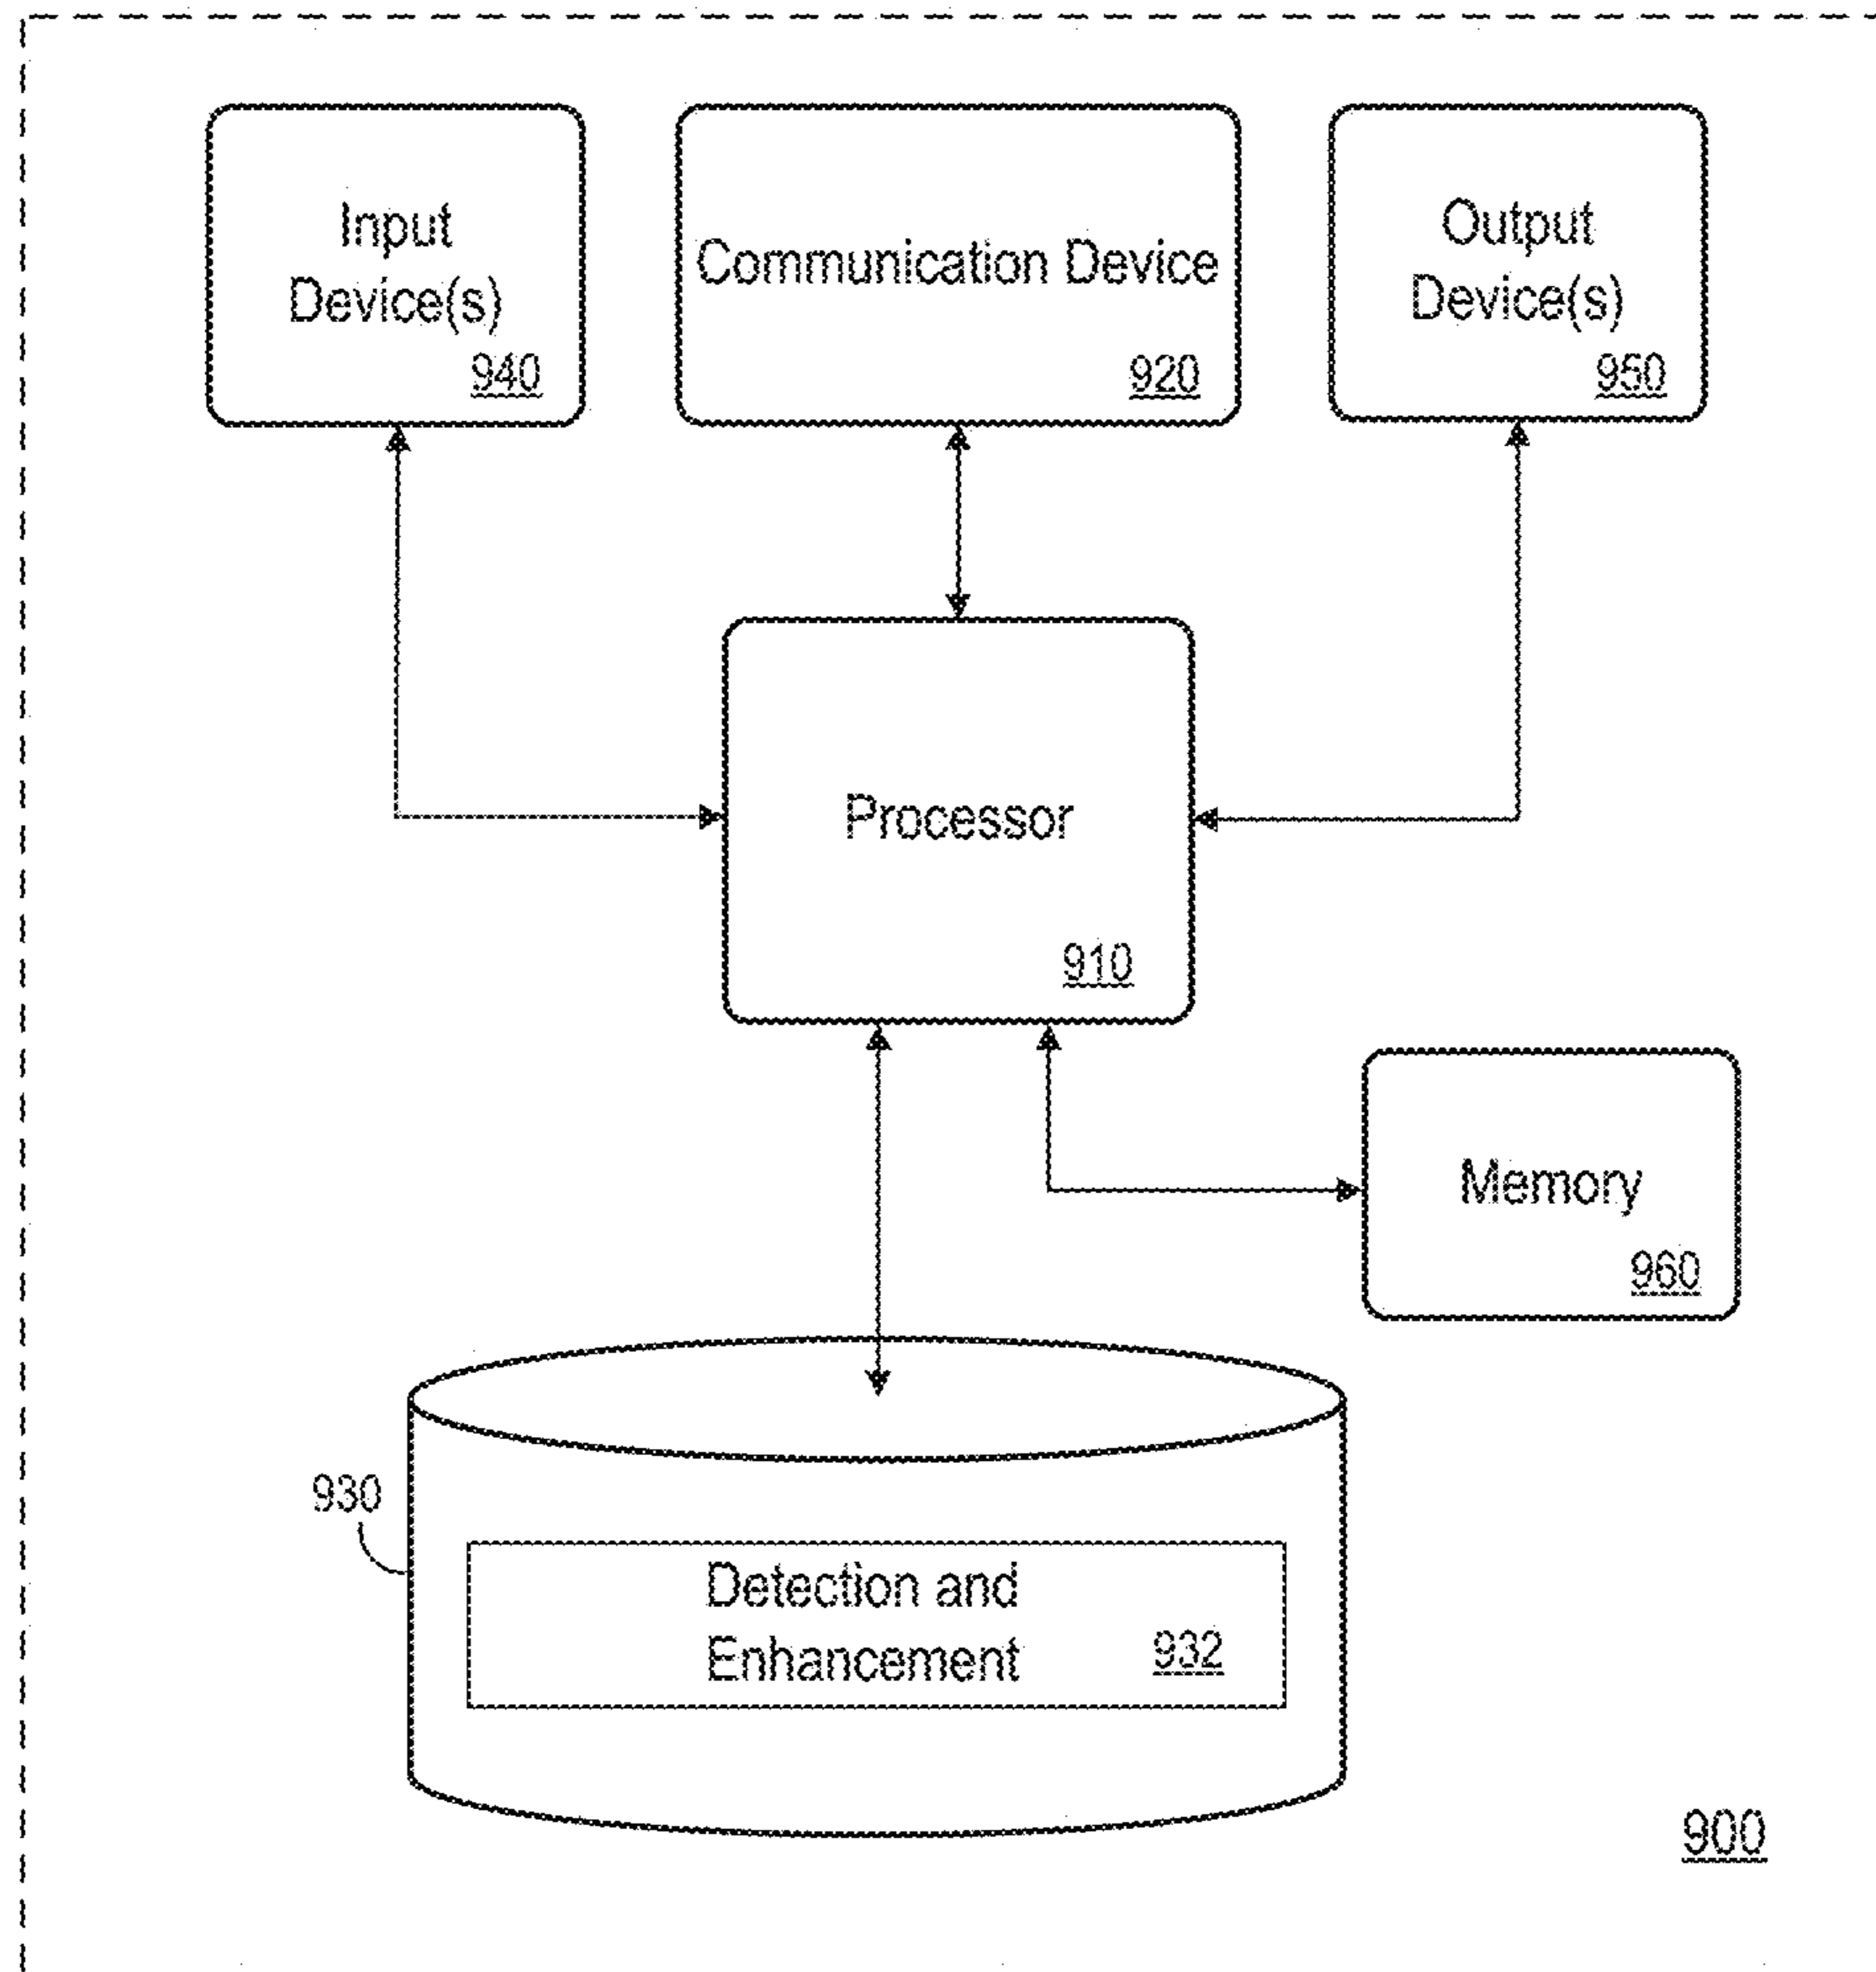 Input
Device(s)
940
Communication Device
920
Output
Device(s)
950
Processor
910
Memory
960
930
Detection and
Enhancement
932
900